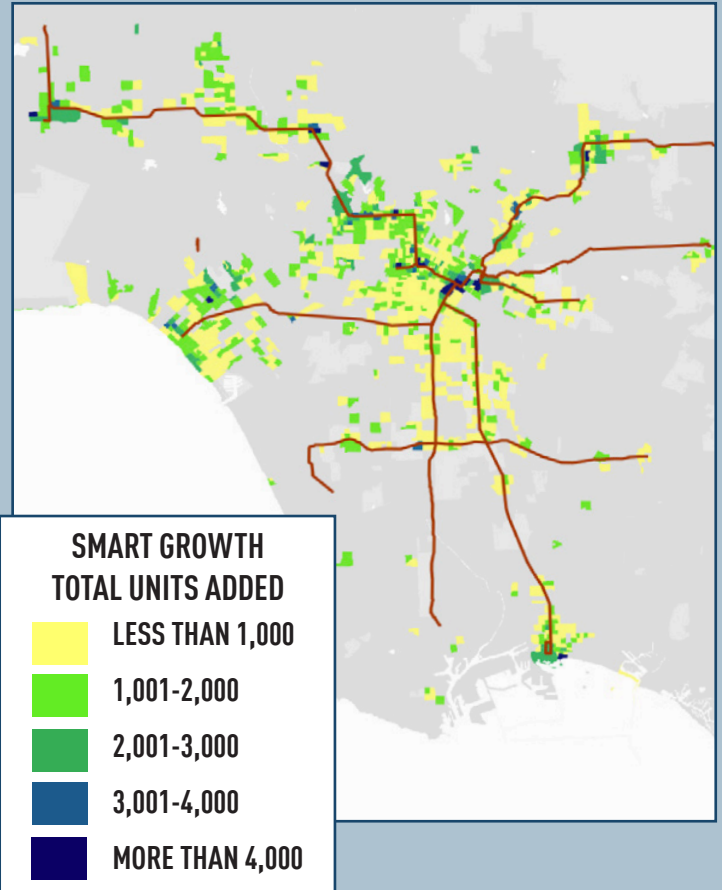 SMART GROWTH
TOTAL UNITS ADDED
LESS THAN 1,000
1,001-2,000
2,001-3,000
3,001-4,000
MORE THAN 4,000